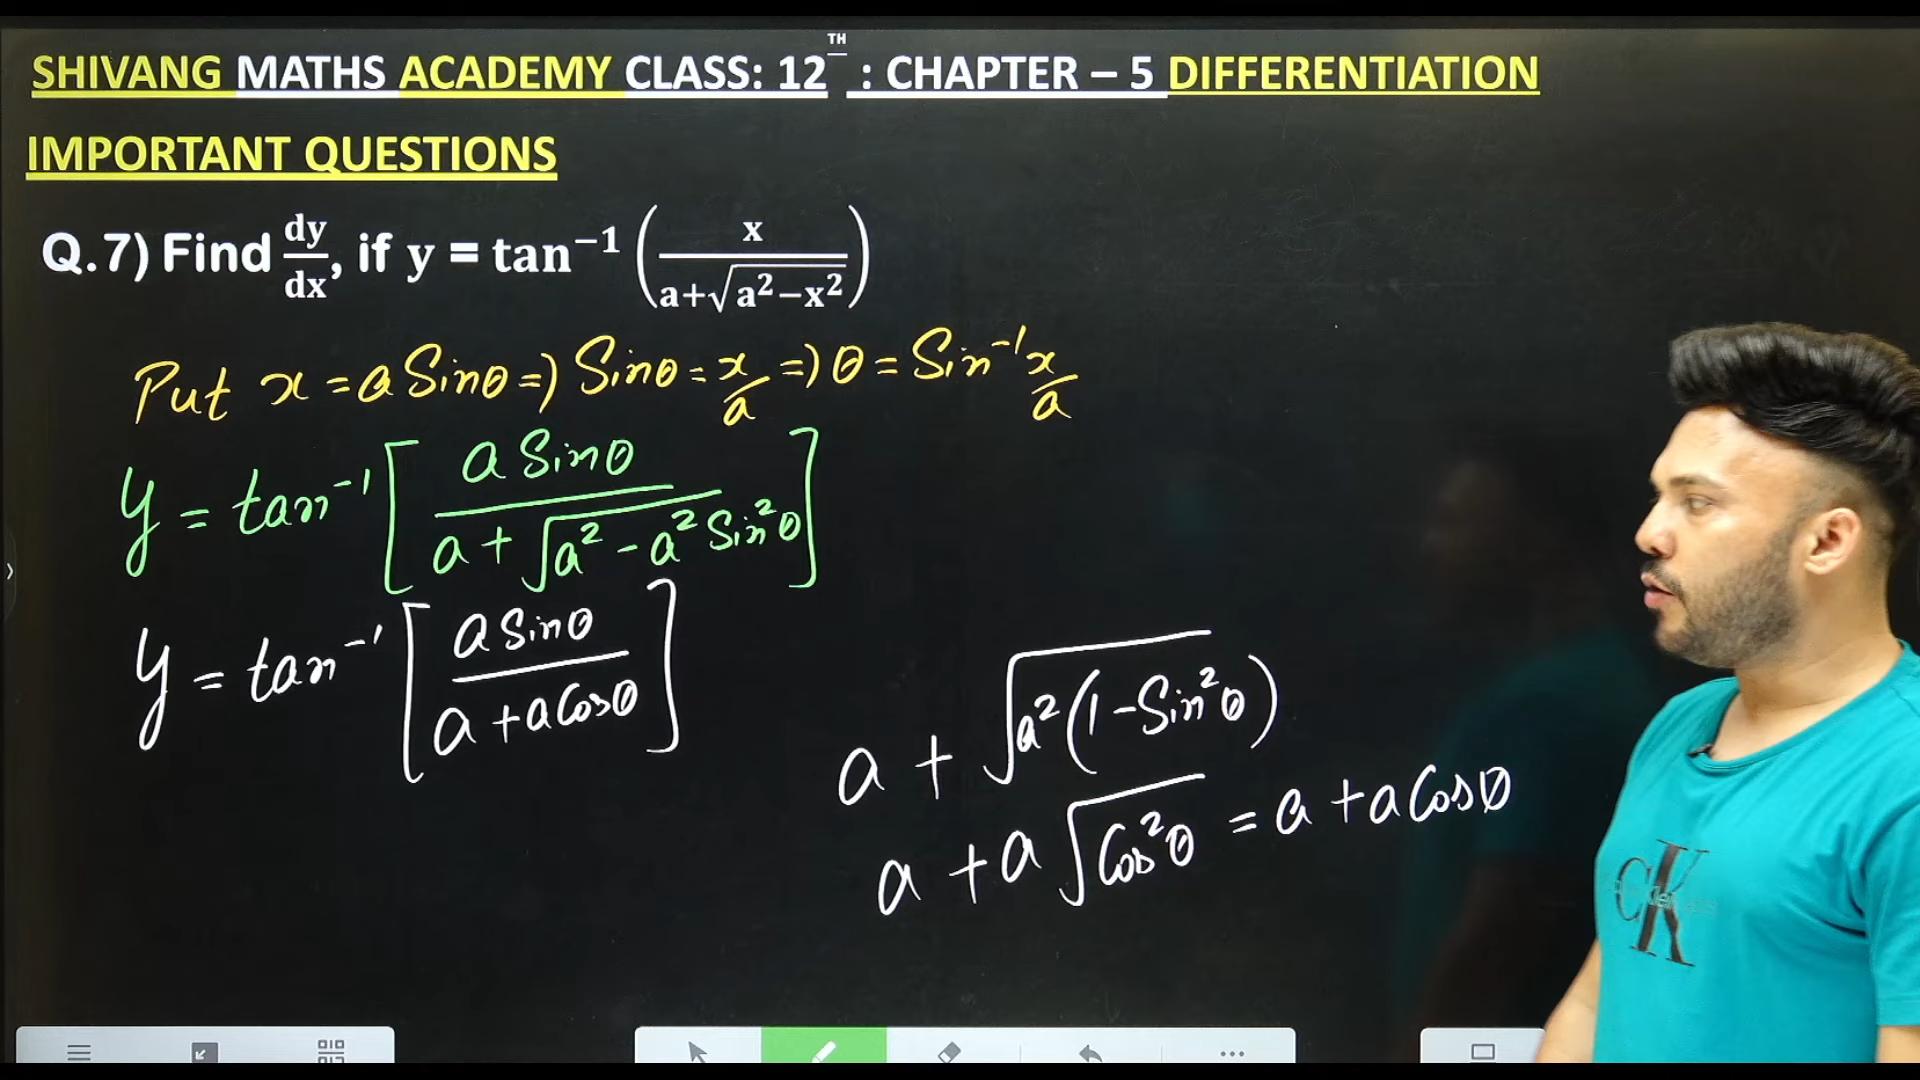 SHIVANG MATHS ACADEMY CLASS: 12TH : CHAPTER – 5 DIFFERENTIATION
IMPORTANT QUESTIONS
Q.7) Find dy/dx, if y = tan⁻¹ (x / (a+√(a²−x²)))
Put x = a Sinθ ⇒ Sinθ = x/a ⇒ θ = Sin⁻¹ x/a
y = tan⁻¹ [a Sinθ / (a + √(a² - a² Sin²θ))]
y = tan⁻¹ [a Sinθ / (a + a Cosθ)]
a + √(a² (1 - Sin²θ))
a + a √(Cos²θ) = a + a Cosθ
CK